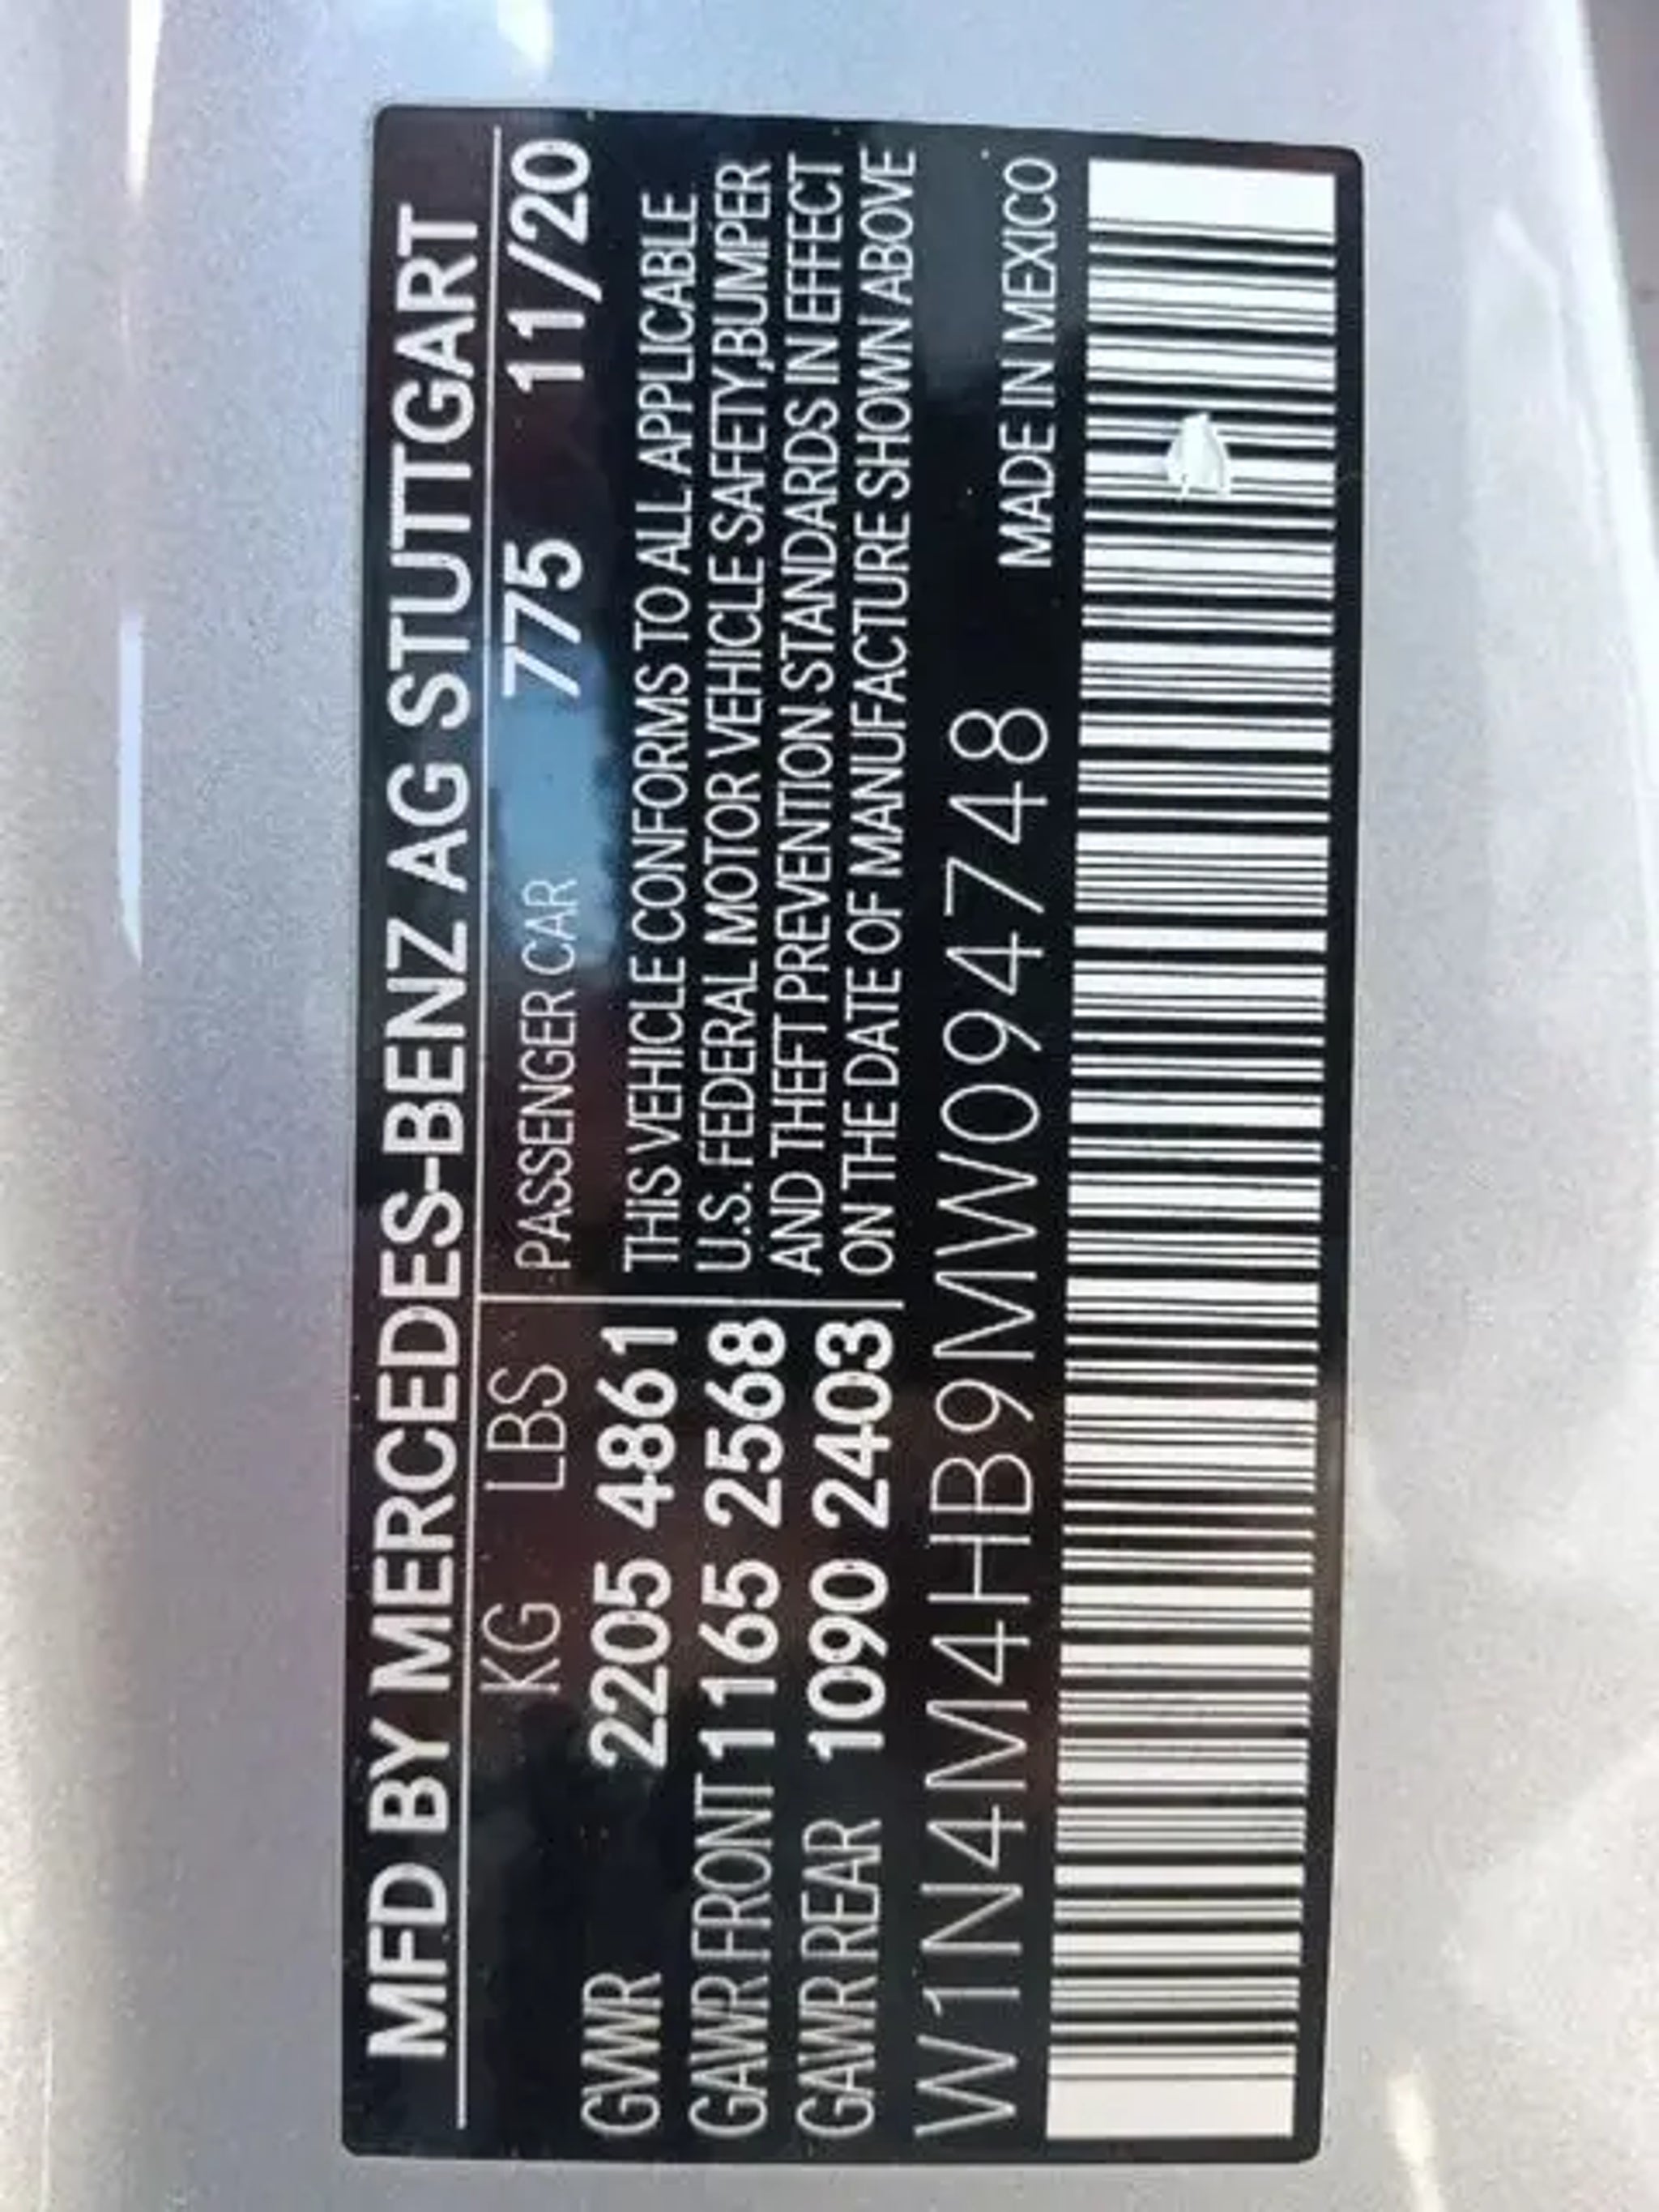 MFD BY MERCEDES-BENZ AG STUTTGART
KG LBS PASSENGER CAR 775 11/20
GVWR 2205 4861 THIS VEHICLE CONFORMS TO ALL APPLICABLE
GAWR FRONT 1165 2568 U.S. FEDERAL MOTOR VEHICLE SAFETY,BUMPER
GAWR REAR 1090 2403 AND THEFT PREVENTION STANDARDS IN EFFECT
ON THE DATE OF MANUFACTURE SHOWN ABOVE
W1N4M4HB9MW094748 MADE IN MEXICO